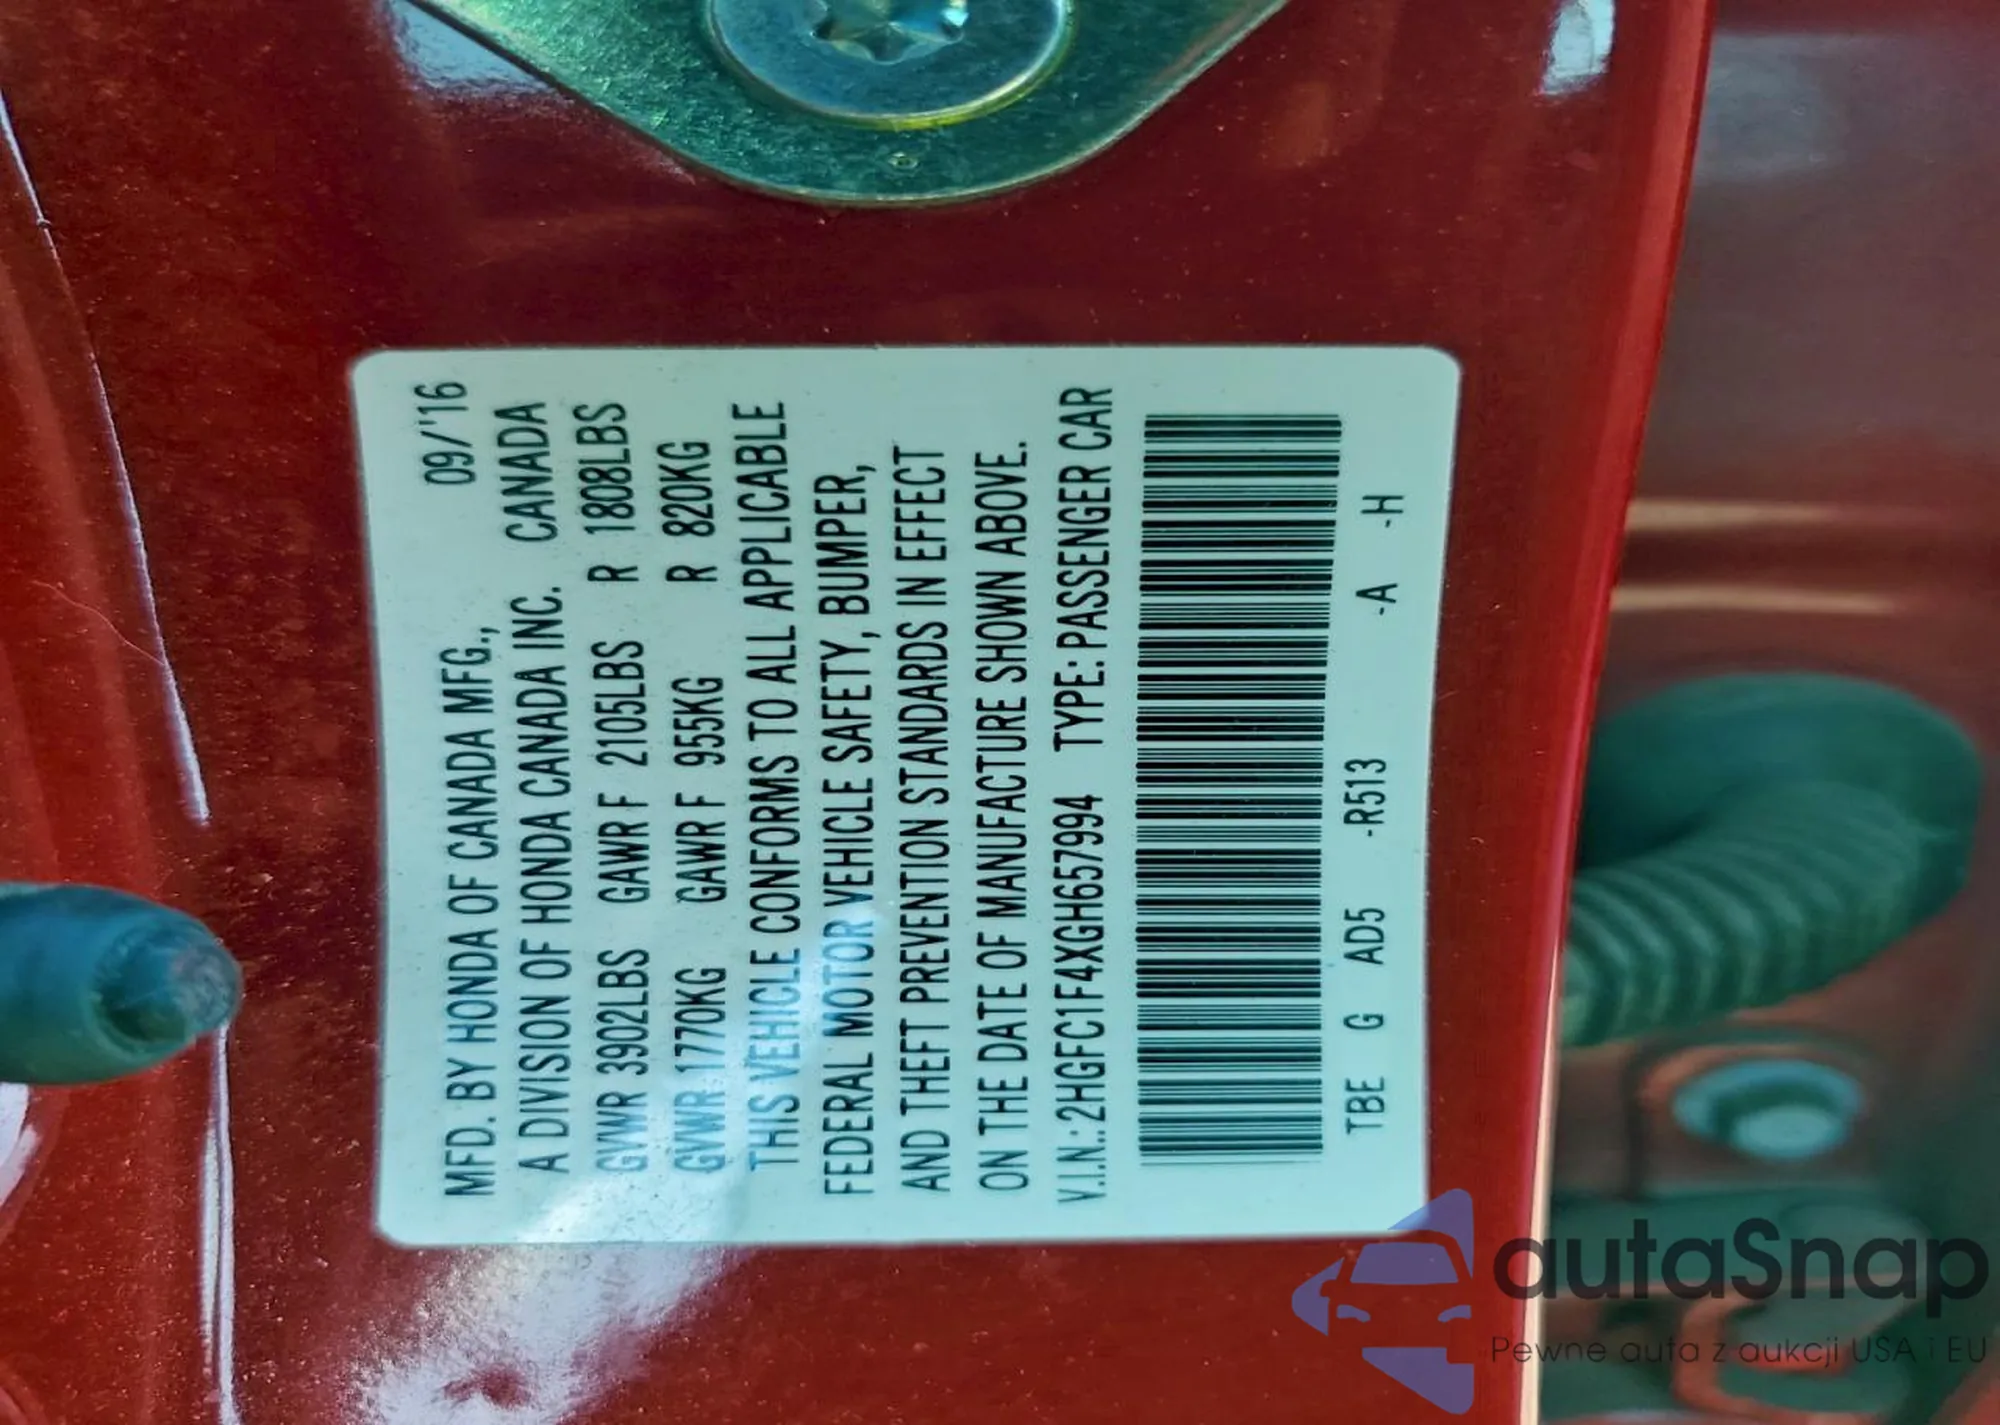 MFD. BY HONDA OF CANADA MFG., 09/'16
A DIVISION OF HONDA CANADA INC. CANADA
GVWR 3902LBS GAWR F 2105LBS R 1808LBS
GVWR 1770KG GAWR F 955KG R 820KG
THIS VEHICLE CONFORMS TO ALL APPLICABLE
FEDERAL MOTOR VEHICLE SAFETY, BUMPER,
AND THEFT PREVENTION STANDARDS IN EFFECT
ON THE DATE OF MANUFACTURE SHOWN ABOVE.
V.I.N.: 2HGFC1F4XGH657994 TYPE: PASSENGER CAR
TBE G AD5 -R513 -A -H
autaSnap
Pewne auta z aukcji USA i EU